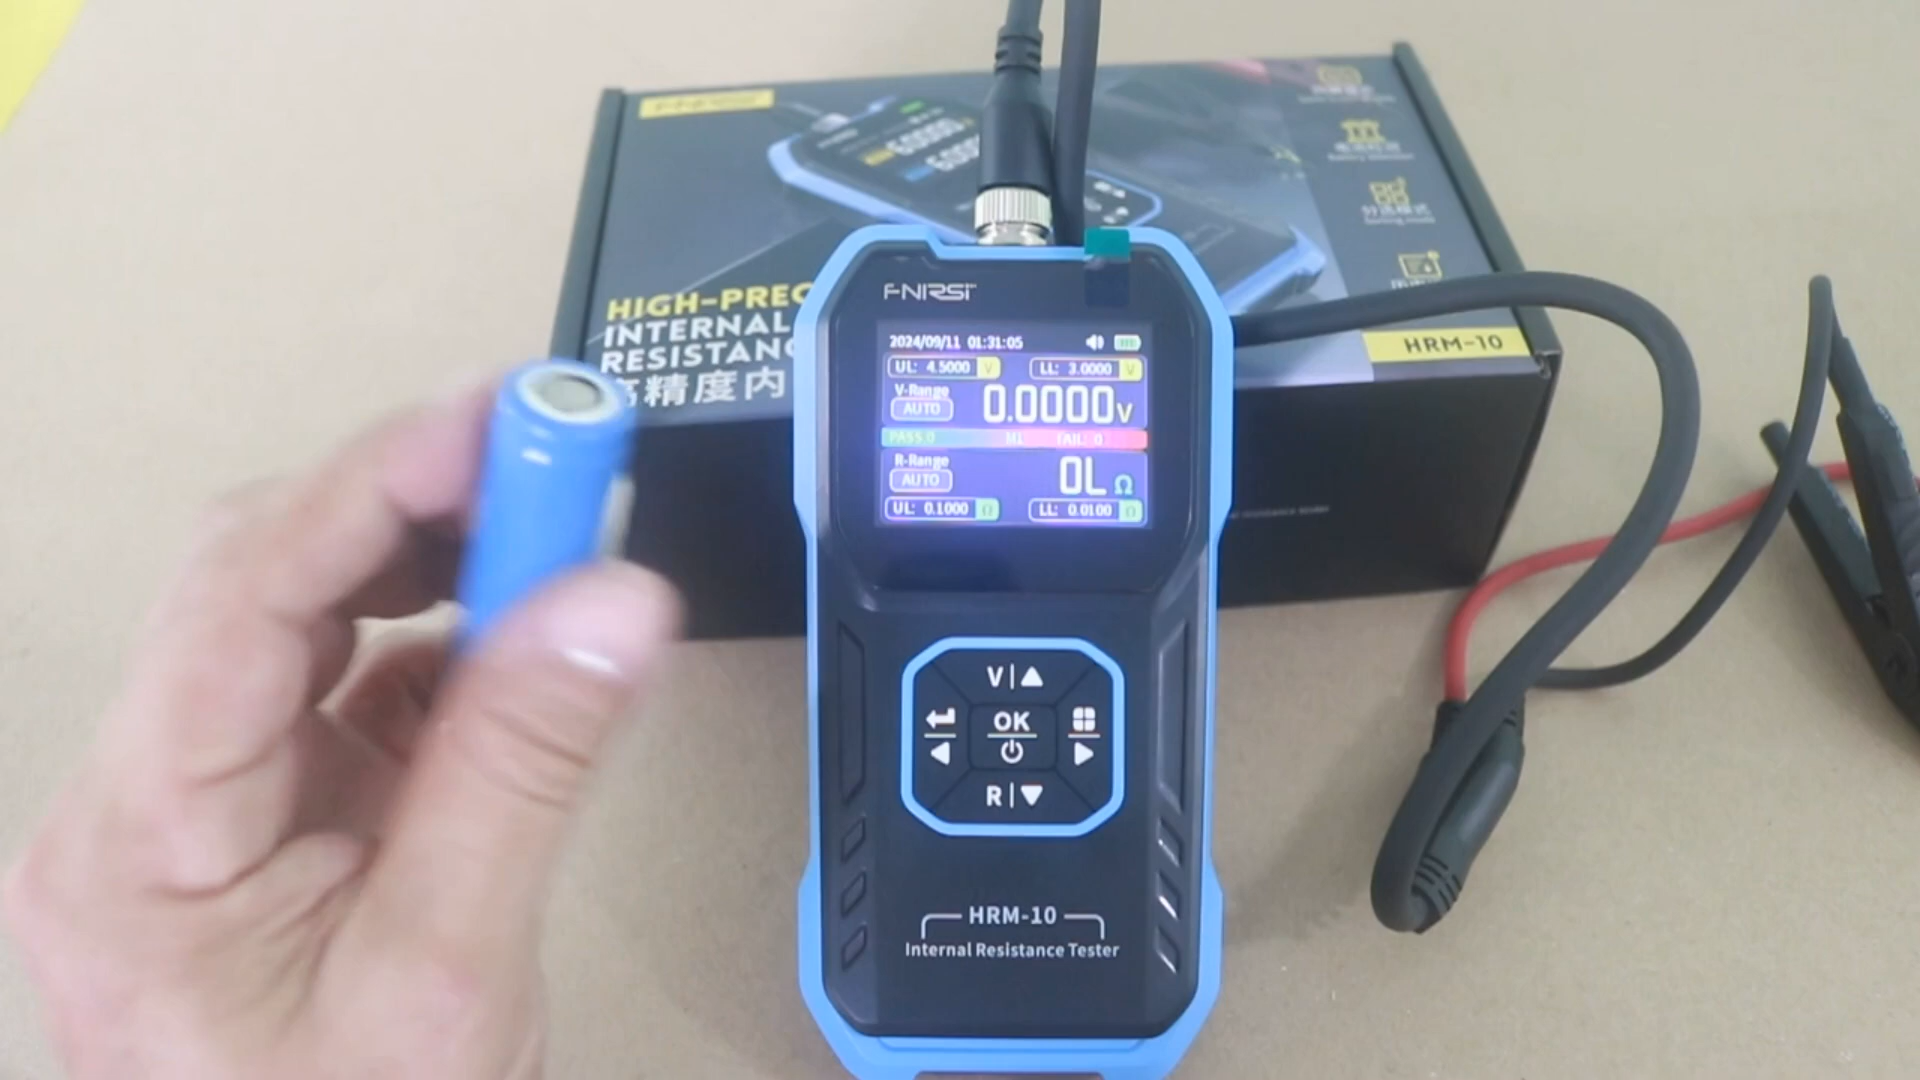 HIGH-PREC
INTERNAL
RESISTANC
高精度内
HRM-10
FNIRSI
2024/09/11 01:31:05
UL: 4.5000 V
LL: 3.0000 V
V-Range
AUTO
0.0000V
PASS:0 M1 FAIL: 0
R-Range
AUTO
0L Ω
UL: 0.1000 Ω
LL: 0.0100 Ω
V
OK
R
HRM-10
Internal Resistance Tester